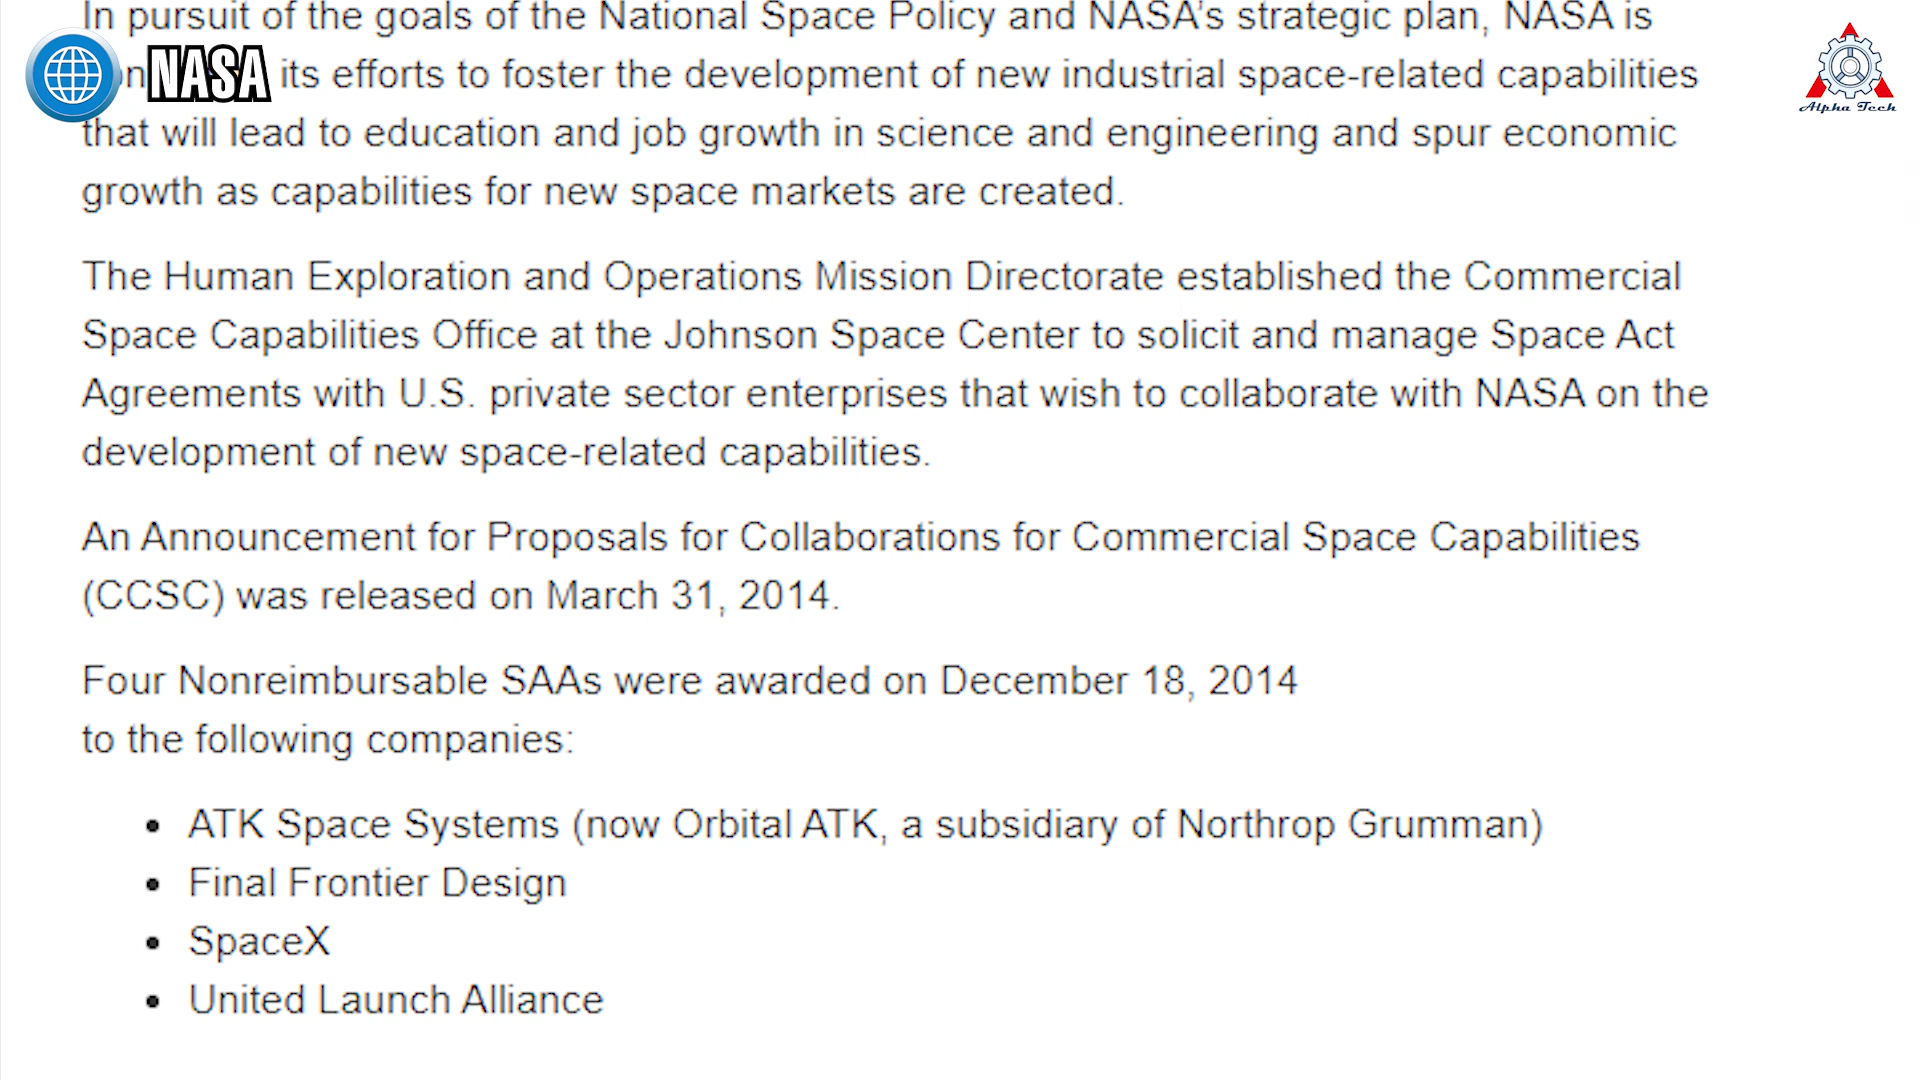 In pursuit of the goals of the National Space Policy and NASA's strategic plan, NASA is
NASA its efforts to foster the development of new industrial space-related capabilities
that will lead to education and job growth in science and engineering and spur economic
growth as capabilities for new space markets are created.
The Human Exploration and Operations Mission Directorate established the Commercial
Space Capabilities Office at the Johnson Space Center to solicit and manage Space Act
Agreements with U.S. private sector enterprises that wish to collaborate with NASA on the
development of new space-related capabilities.
An Announcement for Proposals for Collaborations for Commercial Space Capabilities
(CCSC) was released on March 31, 2014.
Four Nonreimbursable SAAs were awarded on December 18, 2014
to the following companies:
• ATK Space Systems (now Orbital ATK, a subsidiary of Northrop Grumman)
• Final Frontier Design
• SpaceX
• United Launch Alliance
Alpha Tech